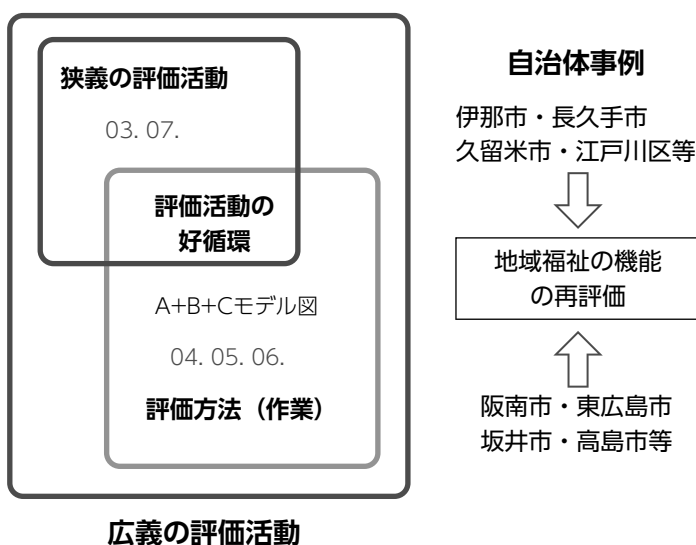 狭義の評価活動
03. 07.
評価活動の
好循環
A+B+Cモデル図
04. 05. 06.
評価方法（作業）
広義の評価活動
自治体事例
伊那市・長久手市
久留米市・江戸川区等
地域福祉の機能
の再評価
阪南市・東広島市
坂井市・高島市等